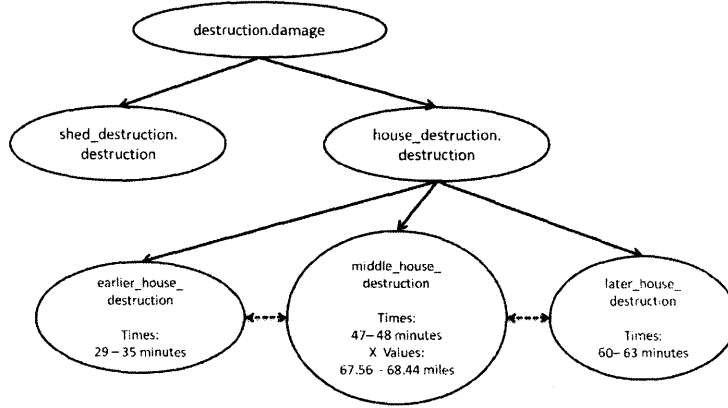 destruction.damage
shed_destruction.
destruction
house_destruction.
destruction
earlier_house_
destruction
Times:
29 – 35 minutes
middle_house_
destruction
Times:
47– 48 minutes
X Values:
67.56 - 68.44 miles
later_house_
destruction
Times:
60– 63 minutes